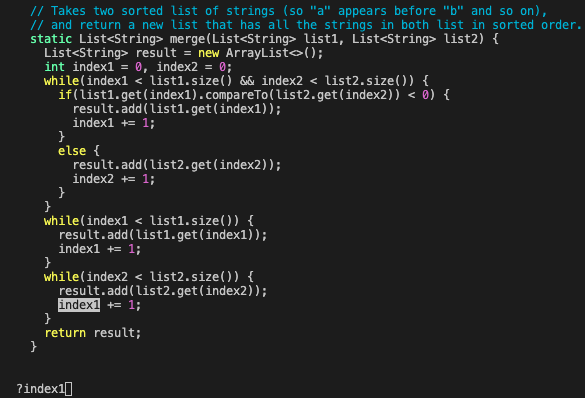 // Takes two sorted list of strings (so "a" appears before "b" and so on),
// and return a new list that has all the strings in both list in sorted order.
static List<String> merge(List<String> list1, List<String> list2) {
List<String> result = new ArrayList<>();
int index1 = 0, index2 = 0;
while(index1 < list1.size() && index2 < list2.size()) {
if(list1.get(index1).compareTo(list2.get(index2)) < 0) {
result.add(list1.get(index1));
index1 += 1;
}
else {
result.add(list2.get(index2));
index2 += 1;
}
}
while(index1 < list1.size()) {
result.add(list1.get(index1));
index1 += 1;
}
while(index2 < list2.size()) {
result.add(list2.get(index2));
index1 += 1;
}
return result;
}
?index1